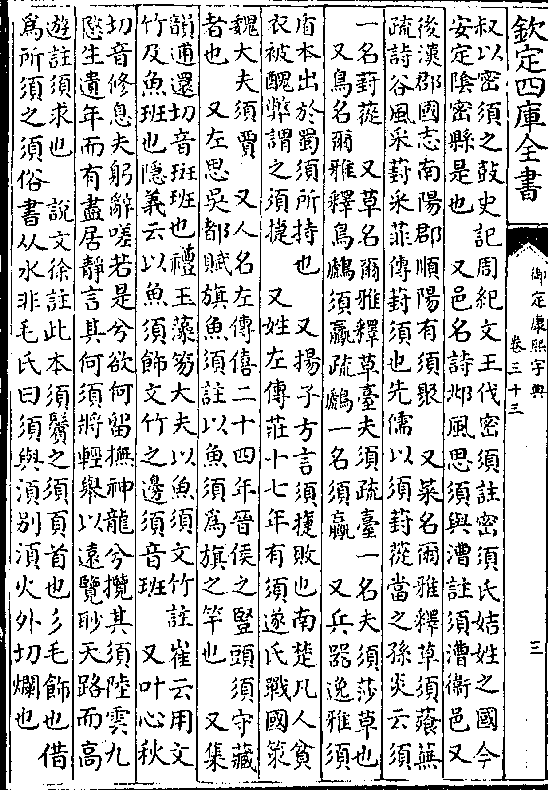 欽定四庫全書
御定康熙字典
卷三十三
三
叔以密須之鼓史記周紀文王伐密須註密須氏姞姓之國今
安定陰密縣是也　又邑名詩邶風思須與漕註須漕衞邑又
後漢郡國志南陽郡順陽有須聚　又菜名爾雅釋草須薞蕪
疏詩谷風采葑采菲傳葑須也先儒以須葑蓯當之孫炎云須
一名葑蓯　又草名爾雅釋草臺夫須疏臺一名夫須莎草也
又鳥名爾雅釋鳥鸕須鸁疏鸕一名須鸁　又兵器逸雅須
盾本出於蜀須所持也　又揚子方言須捷敗也南楚凡人貧
衣被醜弊謂之須捷　又姓左傳莊十七年有須遂氏戰國策
魏大夫須賈　又人名左傳僖二十四年晉侯之豎頭須守藏
者也　又左思吳都賦旗魚須註以魚須爲旗之竿也　又集
韻逋還切音斑班也禮玉藻笏大夫以魚須文竹註崔云用文
竹及魚班也隱義云以魚須飾文竹之邊須音班　又叶心秋
切音修息夫躬辭嗟若是兮欲何留撫神龍兮攬其須陸雲九
愍生遺年而有盡居靜言其何須將輕舉以遠覽眇天路而高
遊註須求也　說文徐註此本須鬢之須頁首也彡毛飾也借
爲所須之須俗書从水非毛氏曰須與湏別湏火外切爛也